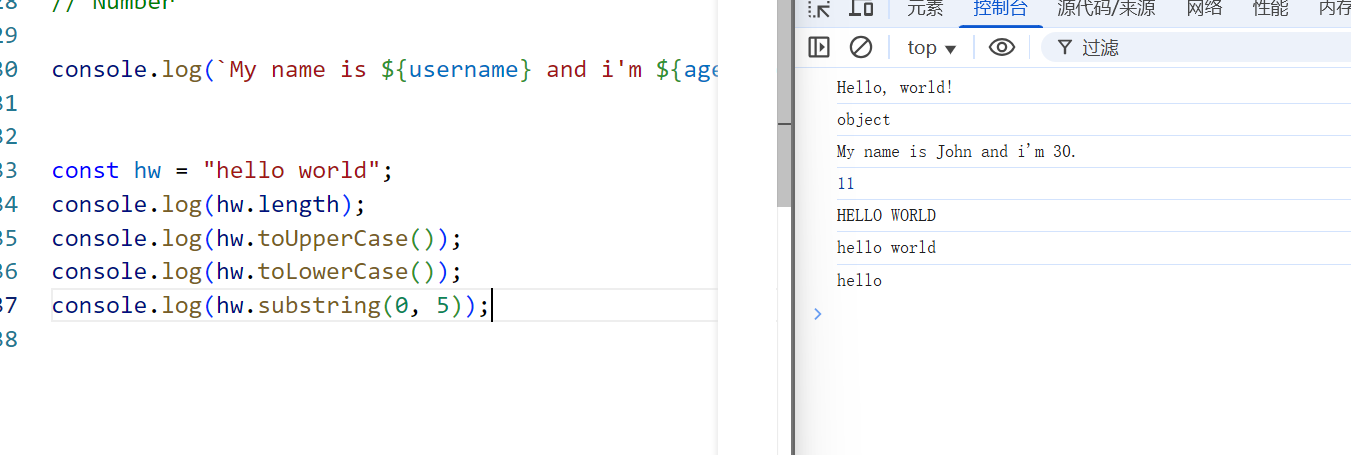 // Number
29
30 console.log(`My name is ${username} and i'm ${age
31
32
33 const hw = "hello world";
34 console.log(hw.length);
35 console.log(hw.toUpperCase());
36 console.log(hw.toLowerCase());
37 console.log(hw.substring(0, 5));
38
元素 控制台 源代码/来源 网络 性能 内存
top ▼ 过滤
Hello, world!
object
My name is John and i'm 30.
11
HELLO WORLD
hello world
hello
>